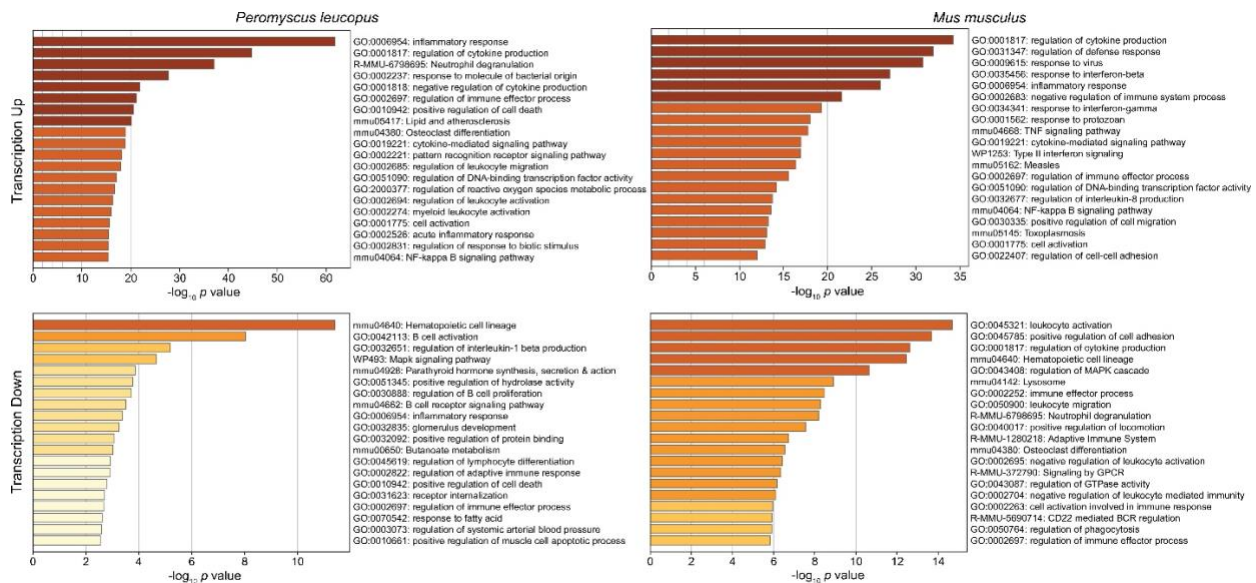 Peromyscus leucopus
Mus musculus
Transcription Up
GO:0006954: inflammatory response
GO:0001817: regulation of cytokine production
R-MMU-6798695: Neutrophil degranulation
GO:0002237: response to molecule of bacterial origin
GO:0001818: negative regulation of cytokine production
GO:0002697: regulation of immune effector process
GO:0010942: positive regulation of cell death
mmu05417: Lipid and atherosclerosis
mmu04380: Osteoclast differentiation
GO:0019221: cytokine-mediated signaling pathway
GO:0002221: pattern recognition receptor signaling pathway
GO:0002685: regulation of leukocyte migration
GO:0051090: regulation of DNA-binding transcription factor activity
GO:2000377: regulation of reactive oxygen species metabolic process
GO:0002694: regulation of leukocyte activation
GO:0002274: myeloid leukocyte activation
GO:0001775: cell activation
GO:0002526: acute inflammatory response
GO:0002831: regulation of response to biotic stimulus
mmu04064: NF-kappa B signaling pathway
0 10 20 30 40 50 60
-log10 p value
GO:0001817: regulation of cytokine production
GO:0031347: regulation of defense response
GO:0009615: response to virus
GO:0035456: response to interferon-beta
GO:0006954: inflammatory response
GO:0002683: negative regulation of immune system process
GO:0034341: response to interferon-gamma
GO:0001562: response to protozoan
mmu04668: TNF signaling pathway
GO:0019221: cytokine-mediated signaling pathway
WP1253: Type II interferon signaling
mmu05162: Measles
GO:0002697: regulation of immune effector process
GO:0051090: regulation of DNA-binding transcription factor activity
GO:0032677: regulation of interleukin-8 production
mmu04064: NF-kappa B signaling pathway
GO:0030335: positive regulation of cell migration
mmu05145: Toxoplasmosis
GO:0001775: cell activation
GO:0022407: regulation of cell-cell adhesion
0 5 10 15 20 25 30 35
-log10 p value
Transcription Down
mmu04640: Hematopoietic cell lineage
GO:0042113: B cell activation
GO:0032651: regulation of interleukin-1 beta production
WP493: Mapk signaling pathway
mmu04928: Parathyroid hormone synthesis, secretion & action
GO:0051345: positive regulation of hydrolase activity
GO:0030888: regulation of B cell proliferation
mmu04662: B cell receptor signaling pathway
GO:0006954: inflammatory response
GO:0032835: glomerulus development
GO:0032092: positive regulation of protein binding
mmu00650: Butanoate metabolism
GO:0045619: regulation of lymphocyte differentiation
GO:0002822: regulation of adaptive immune response
GO:0010942: positive regulation of cell death
GO:0031623: receptor internalization
GO:0002697: regulation of immune effector process
GO:0070542: response to fatty acid
GO:0003073: regulation of systemic arterial blood pressure
GO:0010661: positive regulation of muscle cell apoptotic process
0 2 4 6 8 10
-log10 p value
GO:0045321: leukocyte activation
GO:0045785: positive regulation of cell adhesion
GO:0001817: regulation of cytokine production
mmu04640: Hematopoietic cell lineage
GO:0043408: regulation of MAPK cascade
mmu04142: Lysosome
GO:0002252: immune effector process
GO:0050900: leukocyte migration
R-MMU-6798695: Neutrophil degranulation
GO:0040017: positive regulation of locomotion
R-MMU-1280218: Adaptive Immune System
mmu04380: Osteoclast differentiation
GO:0002695: negative regulation of leukocyte activation
R-MMU-372790: Signaling by GPCR
GO:0043087: regulation of GTPase activity
GO:0002704: negative regulation of leukocyte mediated immunity
GO:0002263: cell activation involved in immune response
R-MMU-5690714: CD22 mediated BCR regulation
GO:0050764: regulation of phagocytosis
GO:0002697: regulation of immune effector process
0 2 4 6 8 10 12 14
-log10 p value